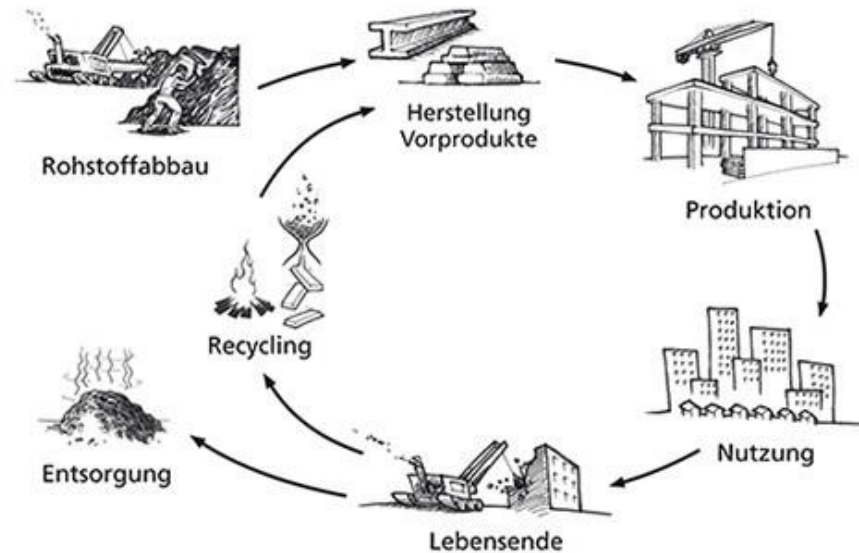 Rohstoffabbau
Herstellung
Vorprodukte
Produktion
Nutzung
Lebensende
Recycling
Entsorgung